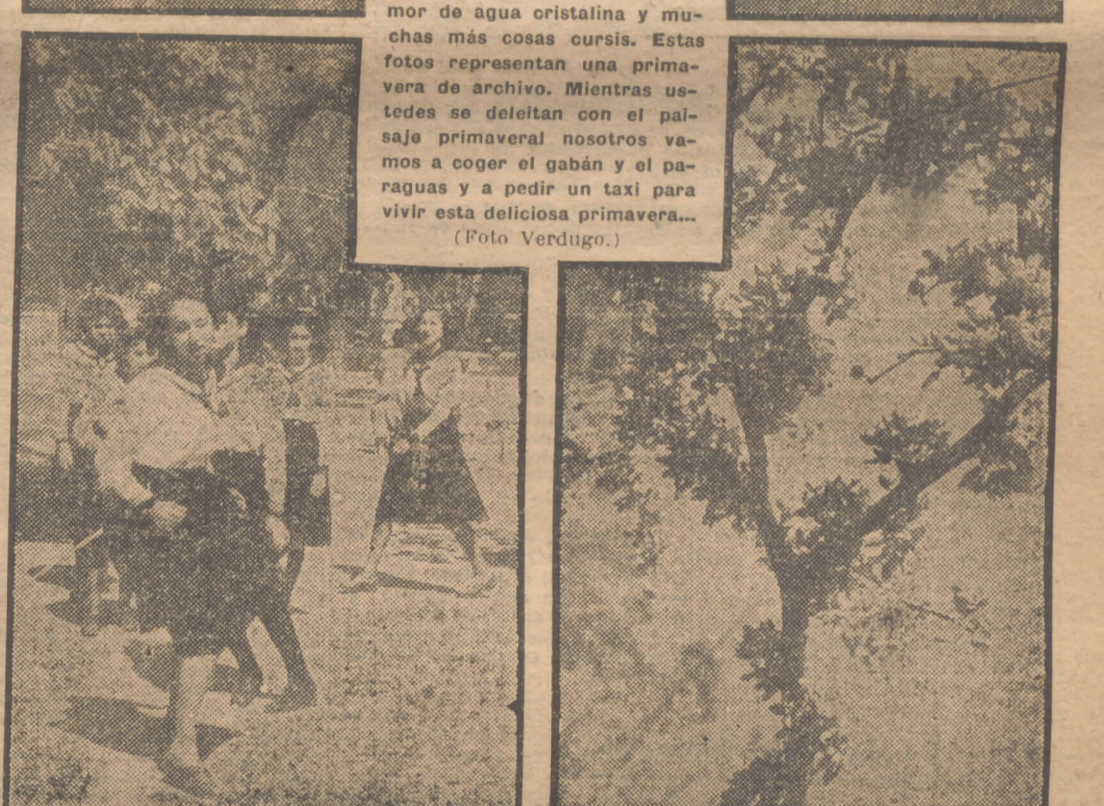 mor de agua cristalina y mu-
chas más cosas cursis. Estas
fotos representan una prima-
vera de archivo. Mientras us-
tedes se deleitan con el pai-
saje primaveral nosotros va-
mos a coger el gabán y el pa-
raguas y a pedir un taxi para
vivir esta deliciosa primavera...
(Foto Verdugo.)